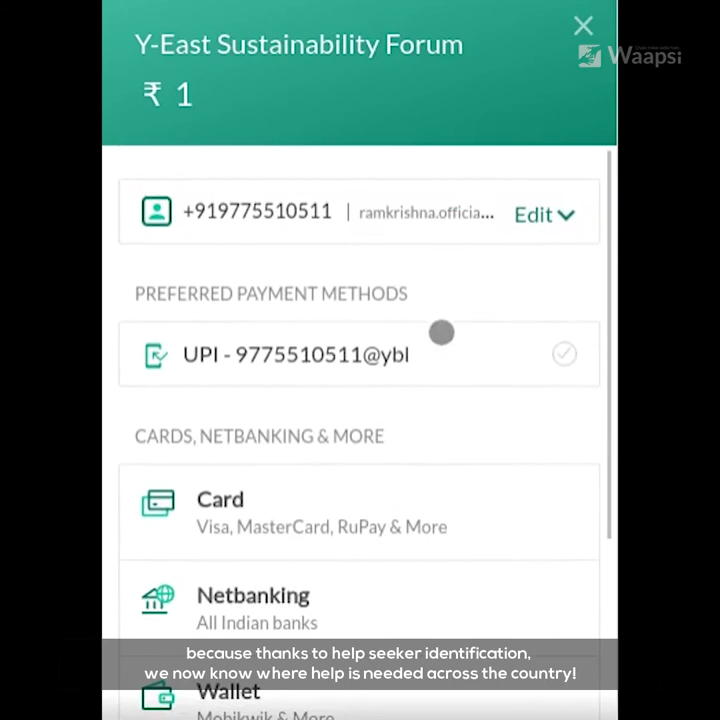 Y-East Sustainability Forum
Waapsi
₹ 1
+919775510511 | ramkrishna.officia... Edit
PREFERRED PAYMENT METHODS
UPI - 9775510511@ybl
CARDS, NETBANKING & MORE
Card
Visa, MasterCard, RuPay & More
Netbanking
All Indian banks
because thanks to help seeker identification,
we now know where help is needed across the country!
Wallet
Mobikwik & More